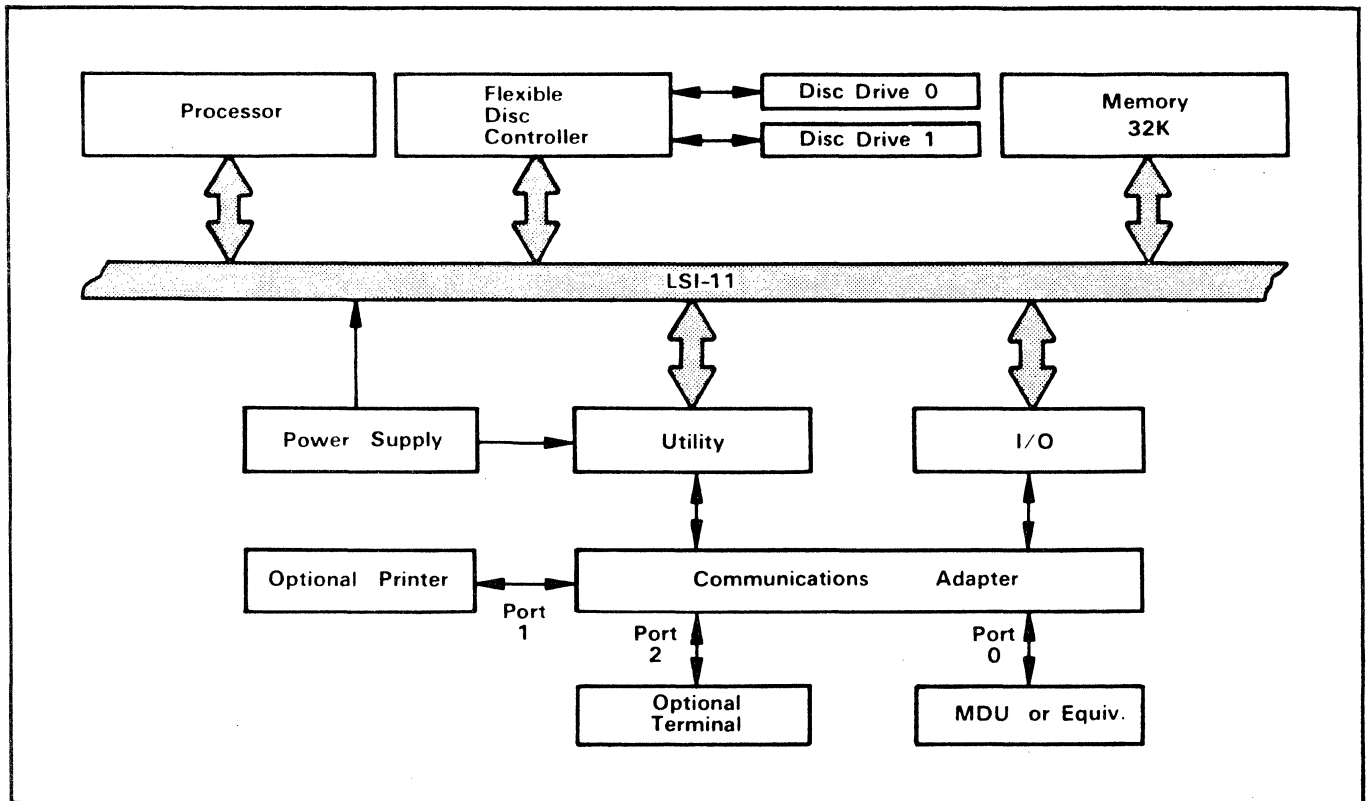 Processor
Flexible
Disc
Controller
Disc Drive 0
Disc Drive 1
Memory
32K
LSI-11
Power Supply
Utility
I/O
Optional Printer
Communications Adapter
Port
1
Port
2
Port
0
Optional
Terminal
MDU or Equiv.